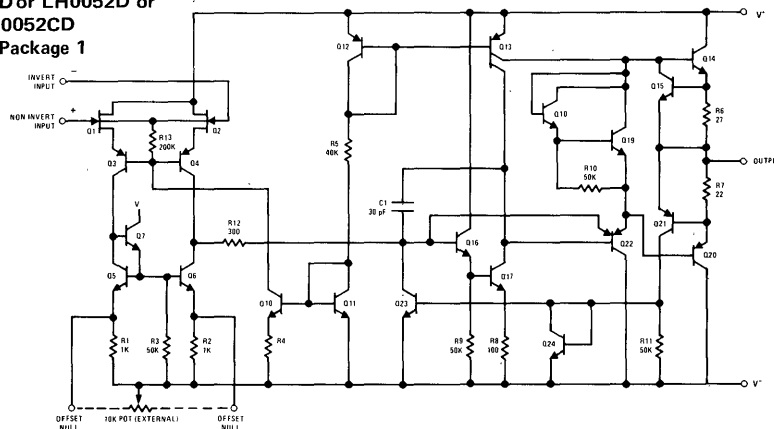 D or LH0052D or
0052CD
Package 1
V+
Q12
Q13
Q14
INVERT
INPUT
−
NON INVERT
INPUT
+
Q1
Q2
R13
200K
Q3
Q4
R5
40K
Q10
Q15
R6
27
Q19
OUTPU
R10
50K
R7
22
C1
30 pF
V
Q7
R12
300
Q16
Q22
Q21
Q20
Q5
Q6
Q10
Q11
Q23
Q17
R1
1K
R3
50K
R2
1K
R4
R9
50K
R8
100
Q24
R11
50K
V−
OFFSET
NULL
10K POT (EXTERNAL)
OFFSET
NULL